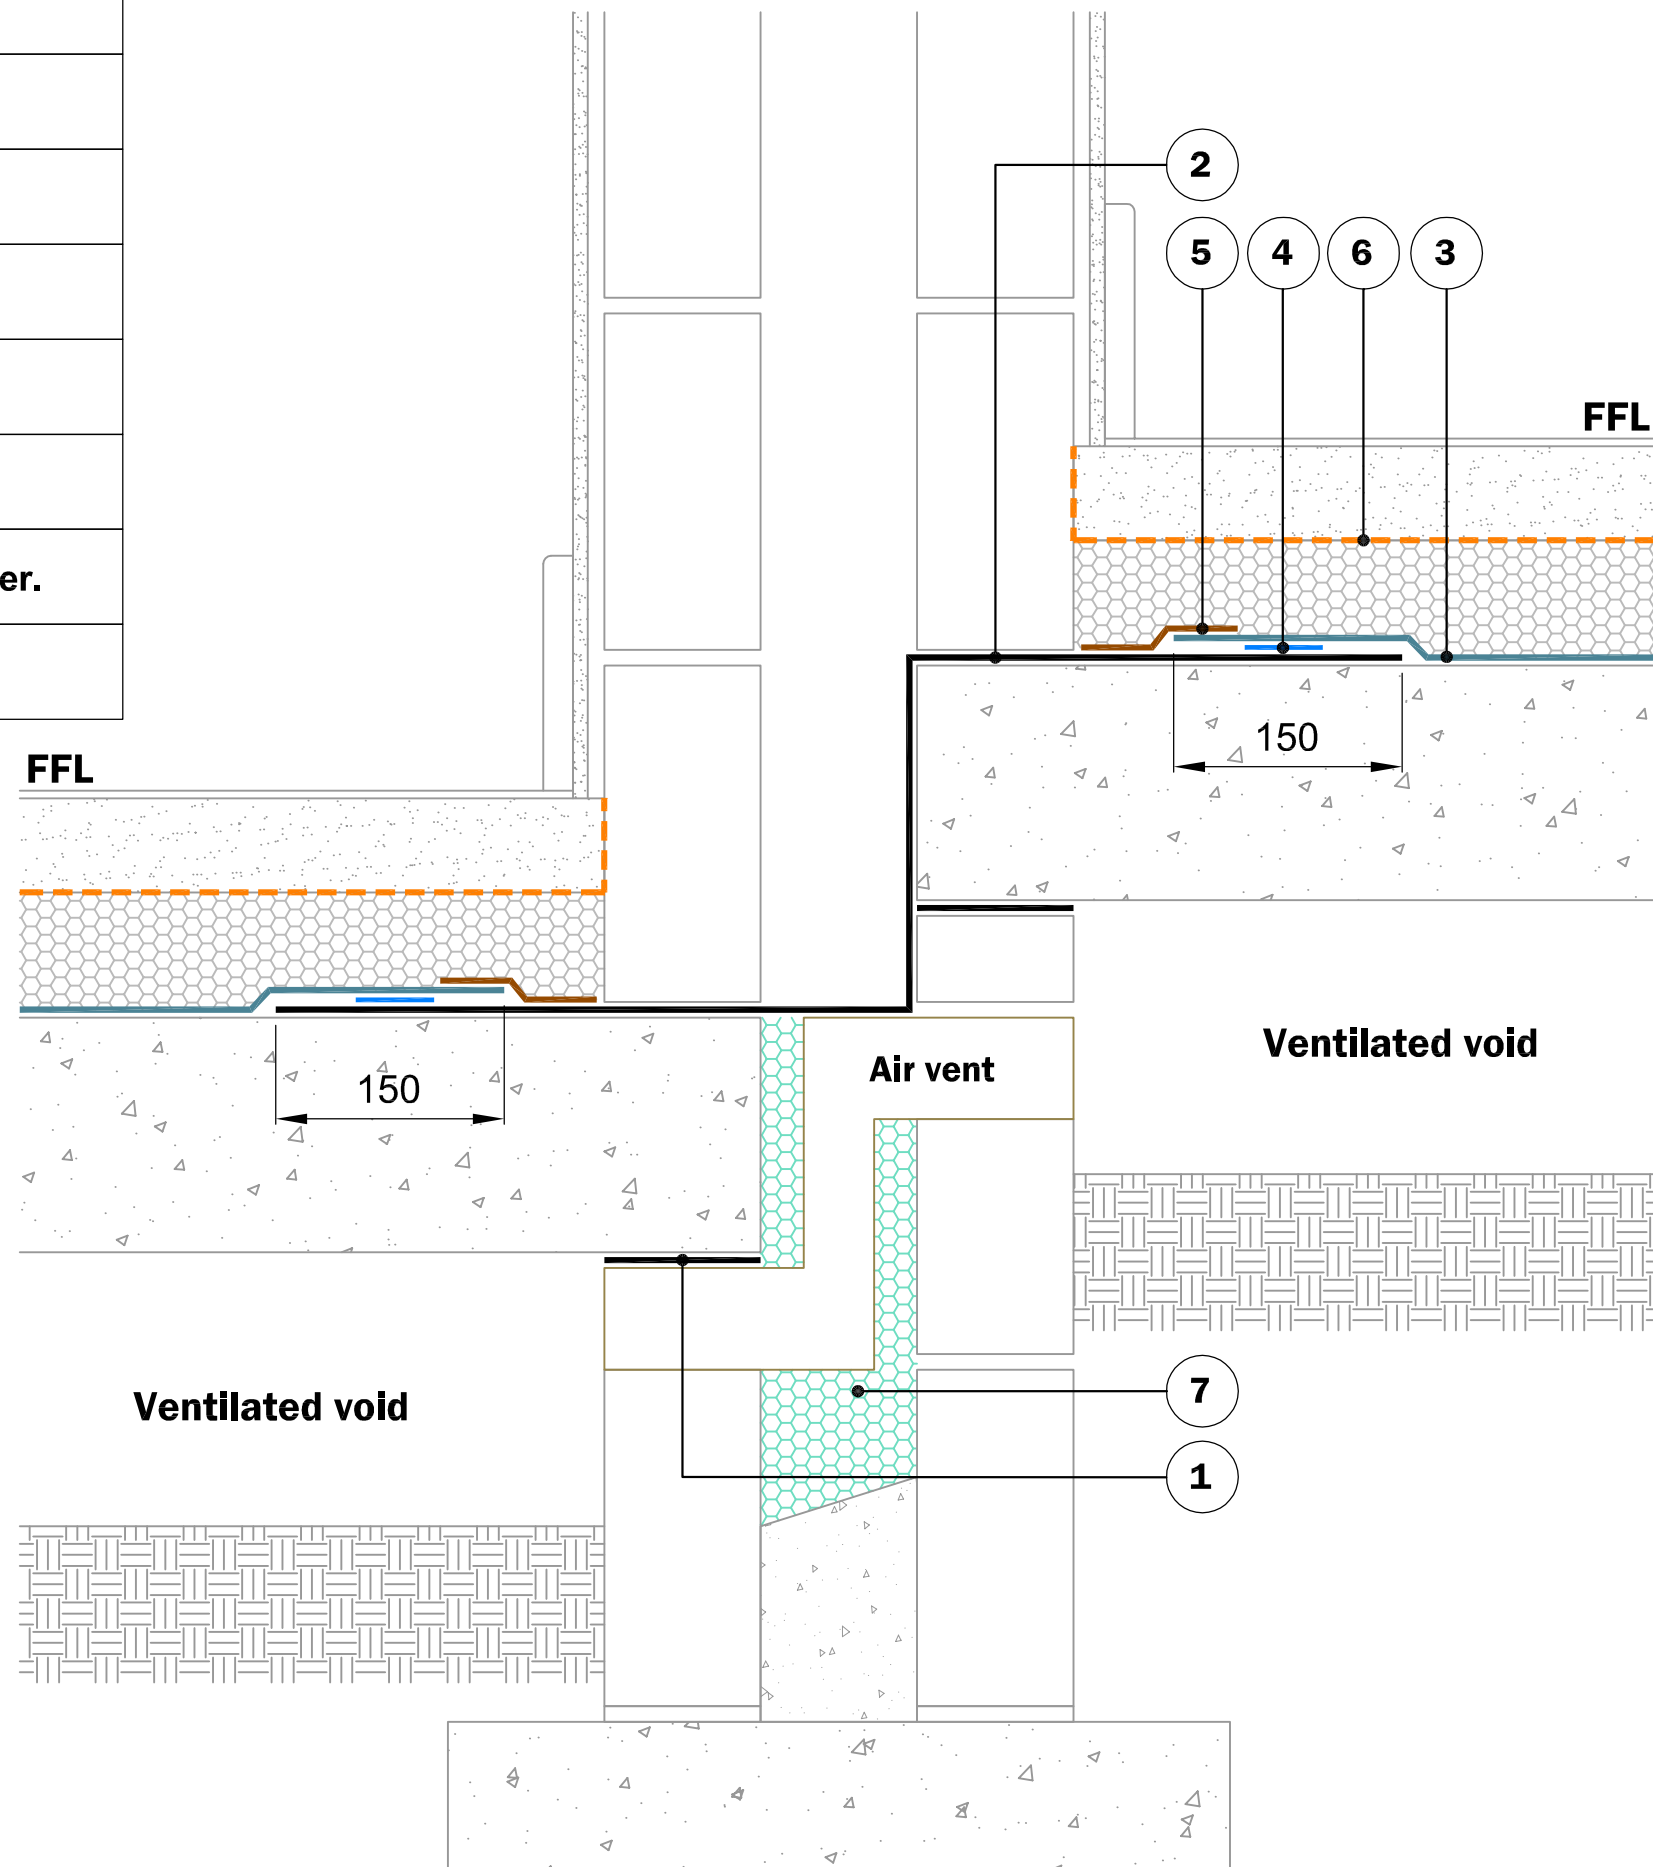 2
5 4 6 3
FFL
er.
150
FFL
Ventilated void
Air vent
150
7
Ventilated void
1